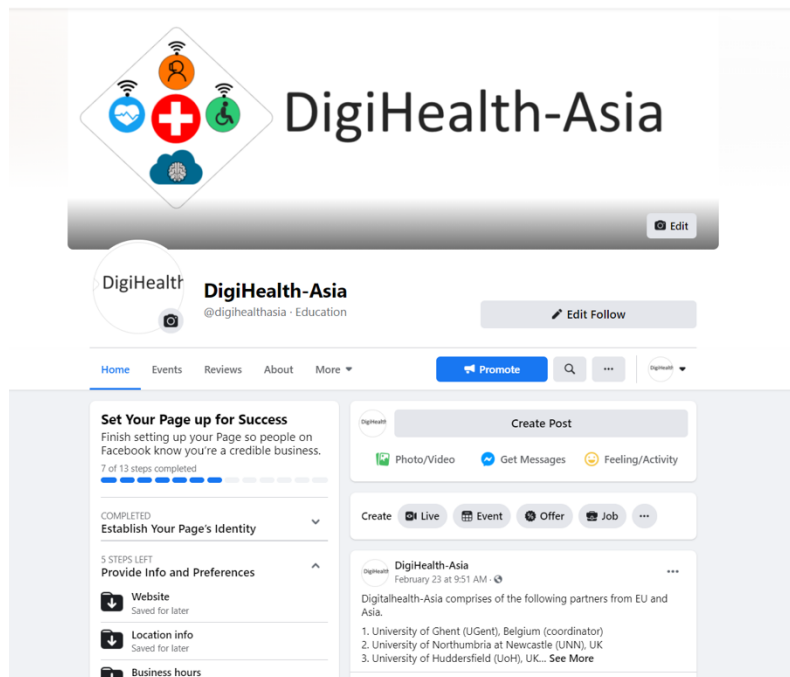 DigiHealth-Asia
Edit
DigiHealth
DigiHealth-Asia
@digihealthasia · Education
Edit Follow
Home Events Reviews About More
Promote
DigiHealth
Set Your Page up for Success
Finish setting up your Page so people on
Facebook know you're a credible business.
7 of 13 steps completed
COMPLETED
Establish Your Page's Identity
5 STEPS LEFT
Provide Info and Preferences
Website
Saved for later
Location info
Saved for later
Business hours
DigiHealth
Create Post
Photo/Video Get Messages Feeling/Activity
Create Live Event Offer Job
DigiHealth
DigiHealth-Asia
February 23 at 9:51 AM ·
Digitalhealth-Asia comprises of the following partners from EU and
Asia.
1. University of Ghent (UGent), Belgium (coordinator)
2. University of Northumbria at Newcastle (UNN), UK
3. University of Huddersfield (UoH), UK... See More